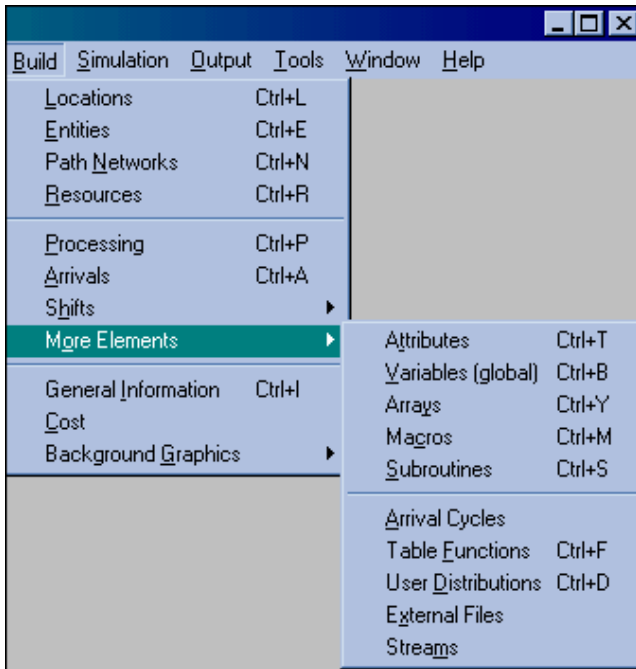 Build Simulation Output Tools Window Help
Locations Ctrl+L
Entities Ctrl+E
Path Networks Ctrl+N
Resources Ctrl+R
Processing Ctrl+P
Arrivals Ctrl+A
Shifts
More Elements
General Information Ctrl+I
Cost
Background Graphics
Attributes Ctrl+T
Variables (global) Ctrl+B
Arrays Ctrl+Y
Macros Ctrl+M
Subroutines Ctrl+S
Arrival Cycles
Table Functions Ctrl+F
User Distributions Ctrl+D
External Files
Streams